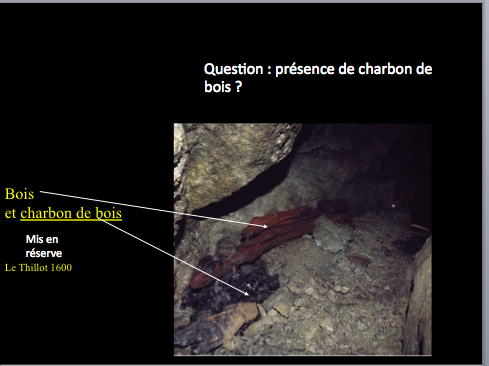 Question : présence de charbon de
bois ?
Bois
et charbon de bois
Mis en
réserve
Le Thillot 1600